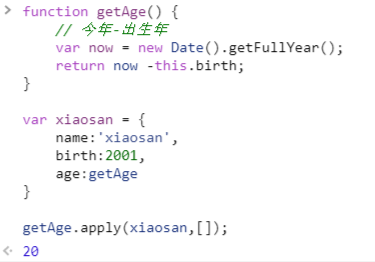 > function getAge() {
// 今年-出生年
var now = new Date().getFullYear();
return now -this.birth;
}
var xiaosan = {
name:'xiaosan',
birth:2001,
age:getAge
}
getAge.apply(xiaosan,[]);
<· 20